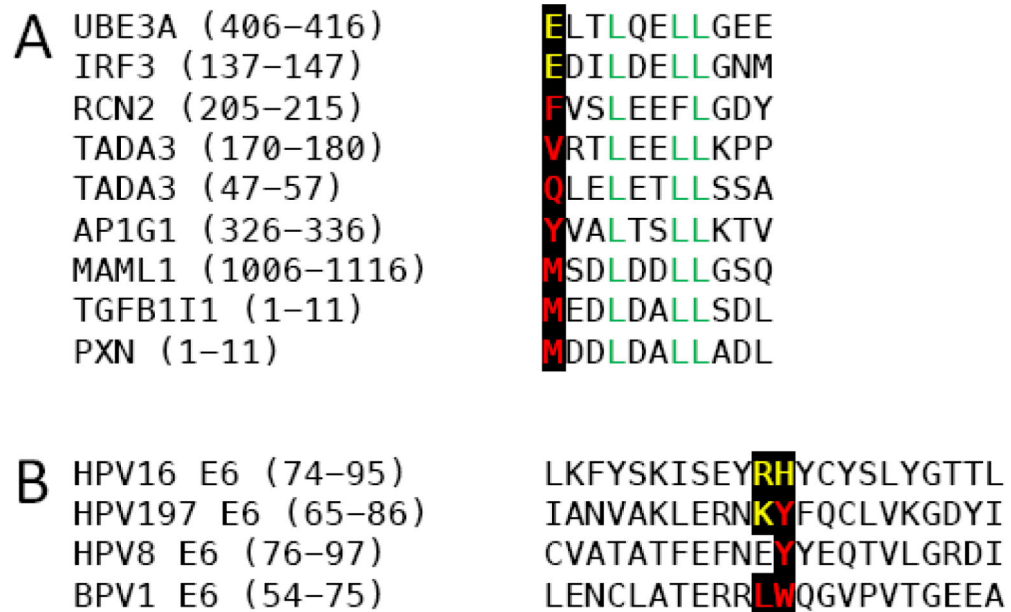 A
UBE3A (406–416) ELTLQELLGEE
IRF3 (137–147) EDILDELLGNM
RCN2 (205–215) FVSLEEFLGDY
TADA3 (170–180) VRTLEELLKPP
TADA3 (47–57) QLELETLLSSA
AP1G1 (326–336) YVALTSLLKTV
MAML1 (1006–1116) MSDLDDLLGSQ
TGFB1I1 (1–11) MEDLDALLSDL
PXN (1–11) MDDLDALLADL
B
HPV16 E6 (74–95) LKFYSKISEYRHYCYSLYGTTL
HPV197 E6 (65–86) IANVAKLERNKYFQCLVKGDYI
HPV8 E6 (76–97) CVATATFEFNEYYEQTVLGRDI
BPV1 E6 (54–75) LENCLATERRLWQGVPVTGEEA